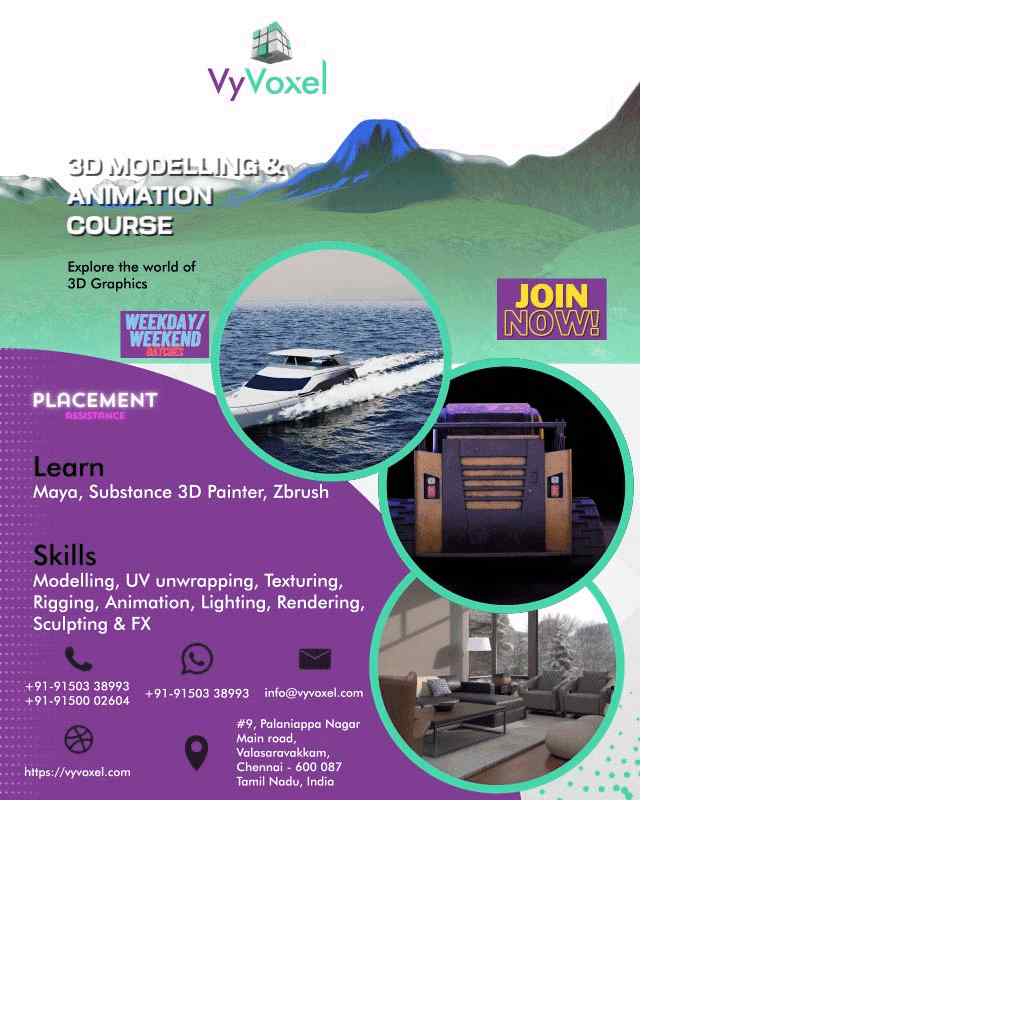 VyVoxel
3D MODELLING &
ANIMATION
COURSE
Explore the world of
3D Graphics
WEEKDAY/
WEEKEND
BATCHES
JOIN
NOW!
PLACEMENT
ASSISTANCE
Learn
Maya, Substance 3D Painter, Zbrush
Skills
Modelling, UV unwrapping, Texturing,
Rigging, Animation, Lighting, Rendering,
Sculpting & FX
+91-91503 38993
+91-91500 02604
+91-91503 38993
info@vyvoxel.com
https://vyvoxel.com
#9, Palaniappa Nagar
Main road,
Valasaravakkam,
Chennai - 600 087
Tamil Nadu, India